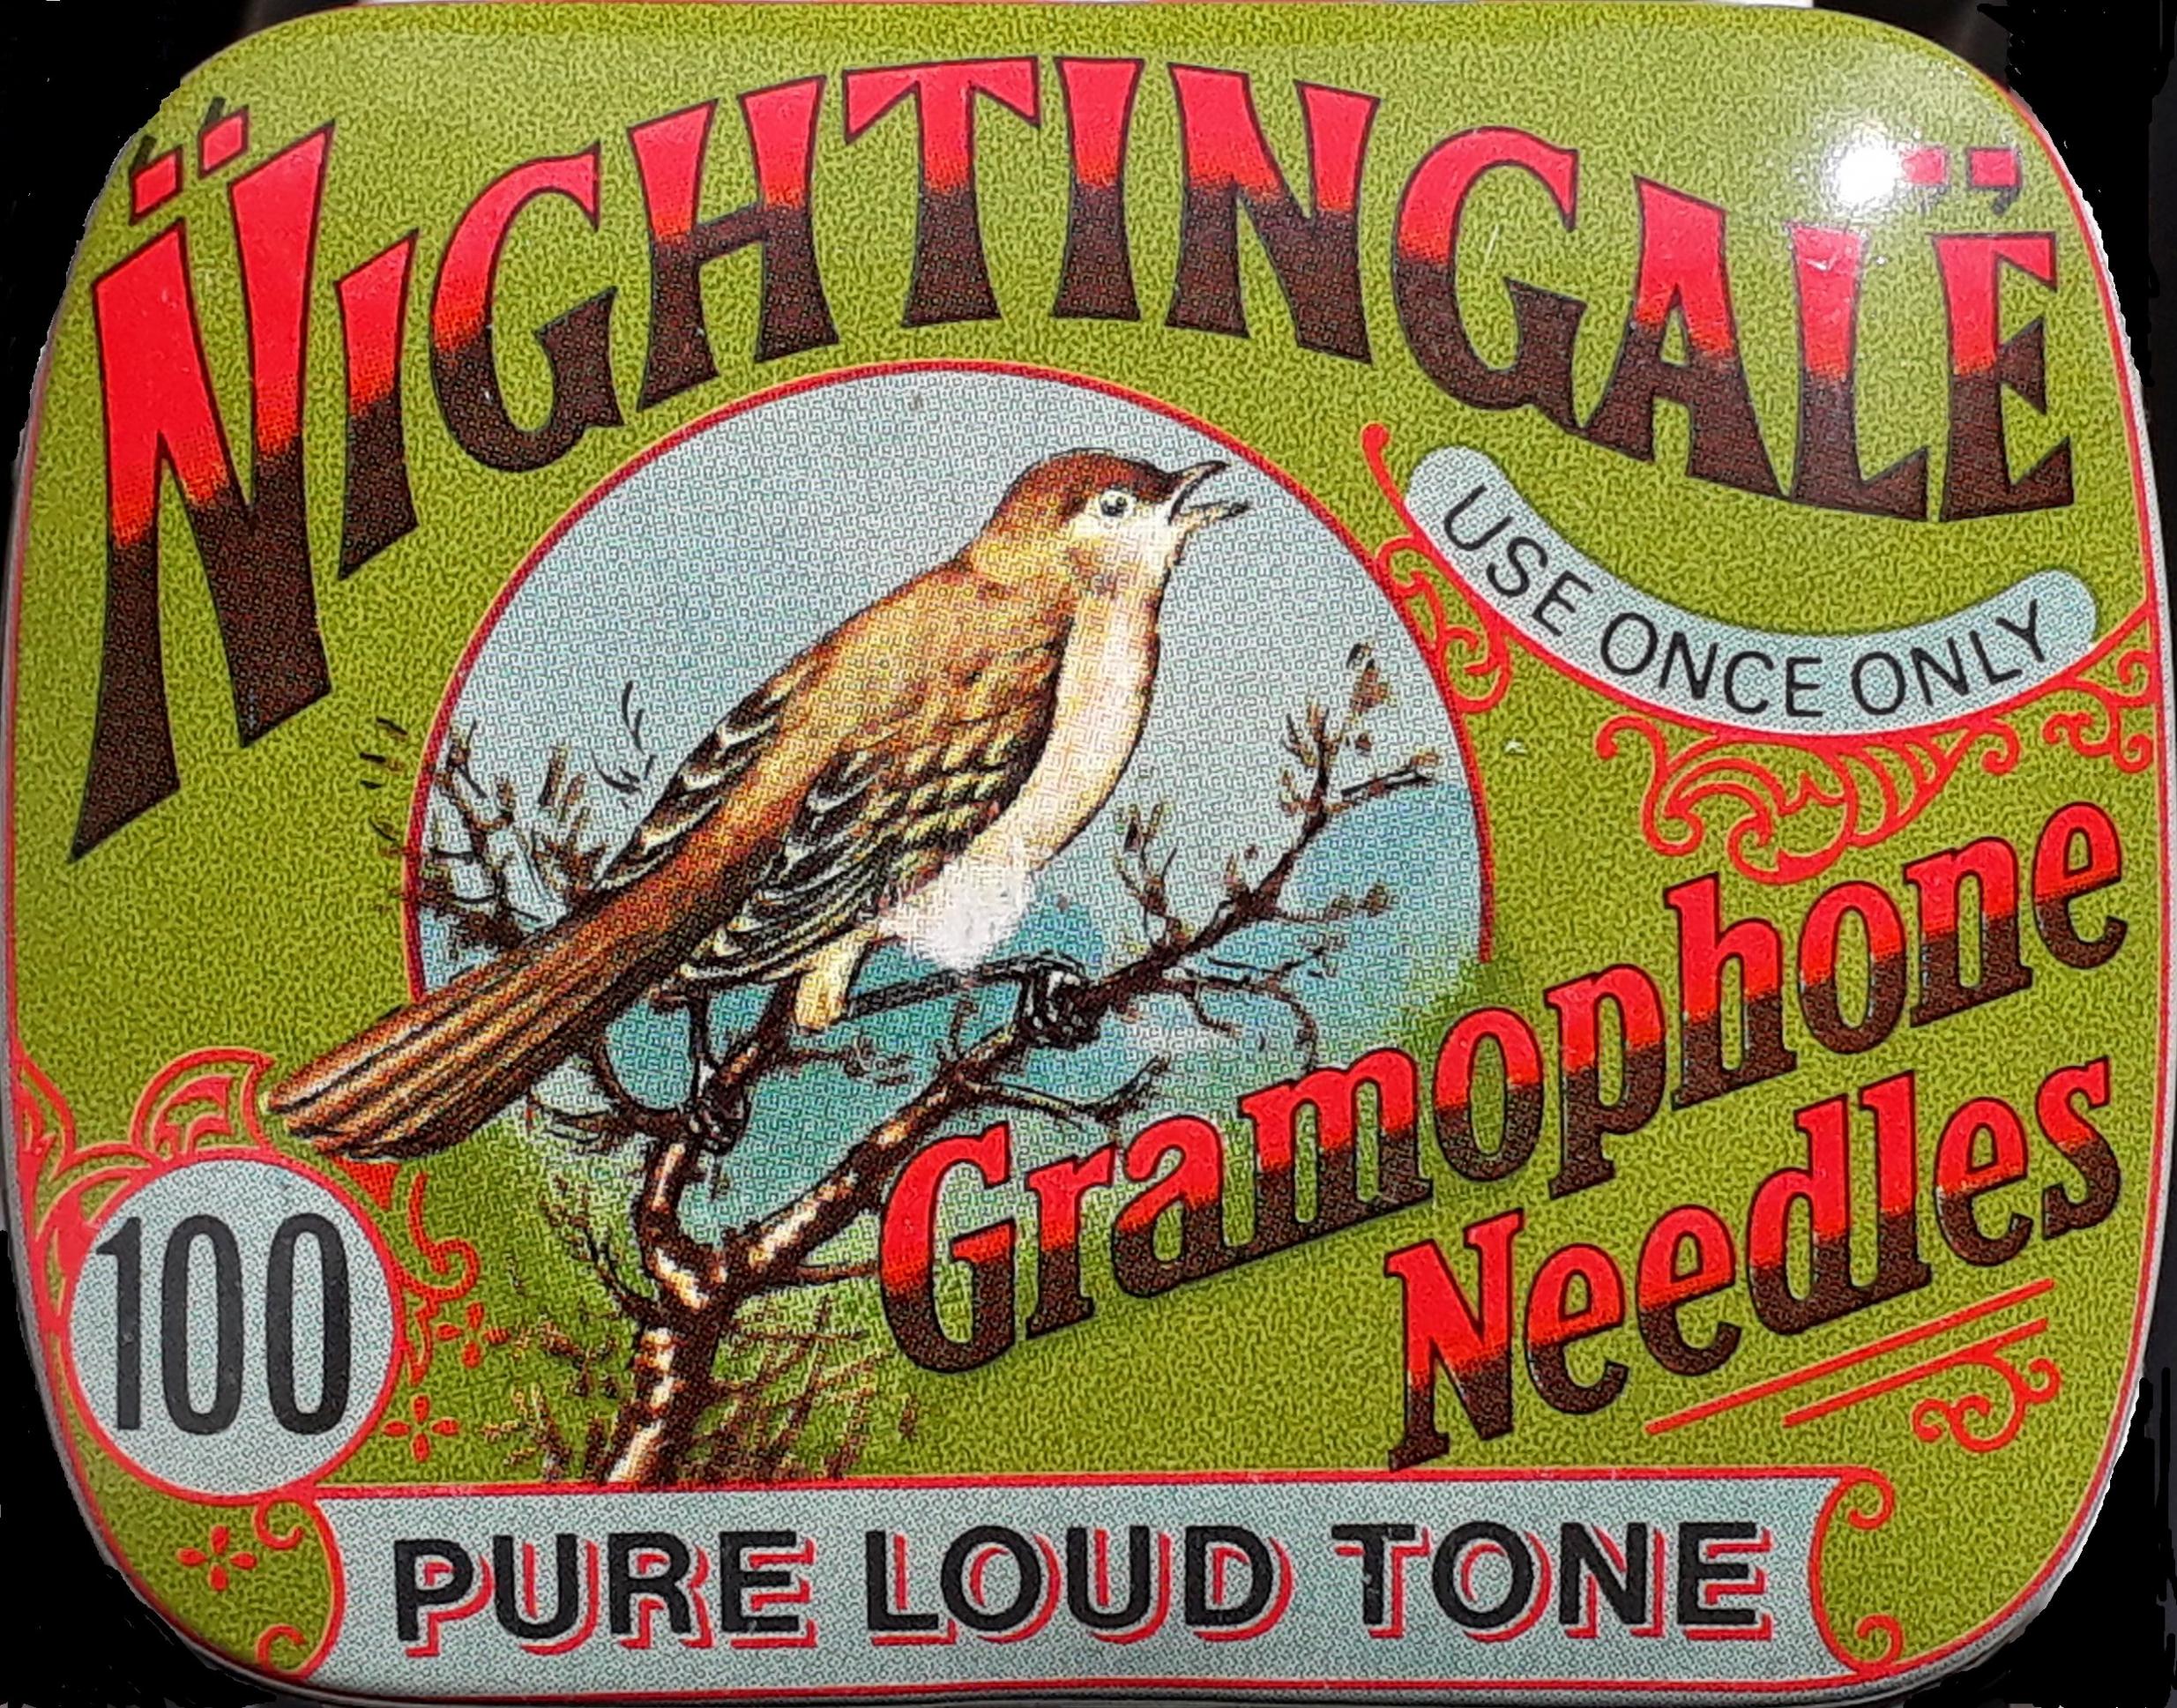 "NIGHTINGALE"
USE ONCE ONLY
Gramophone
Needles
100
PURE LOUD TONE